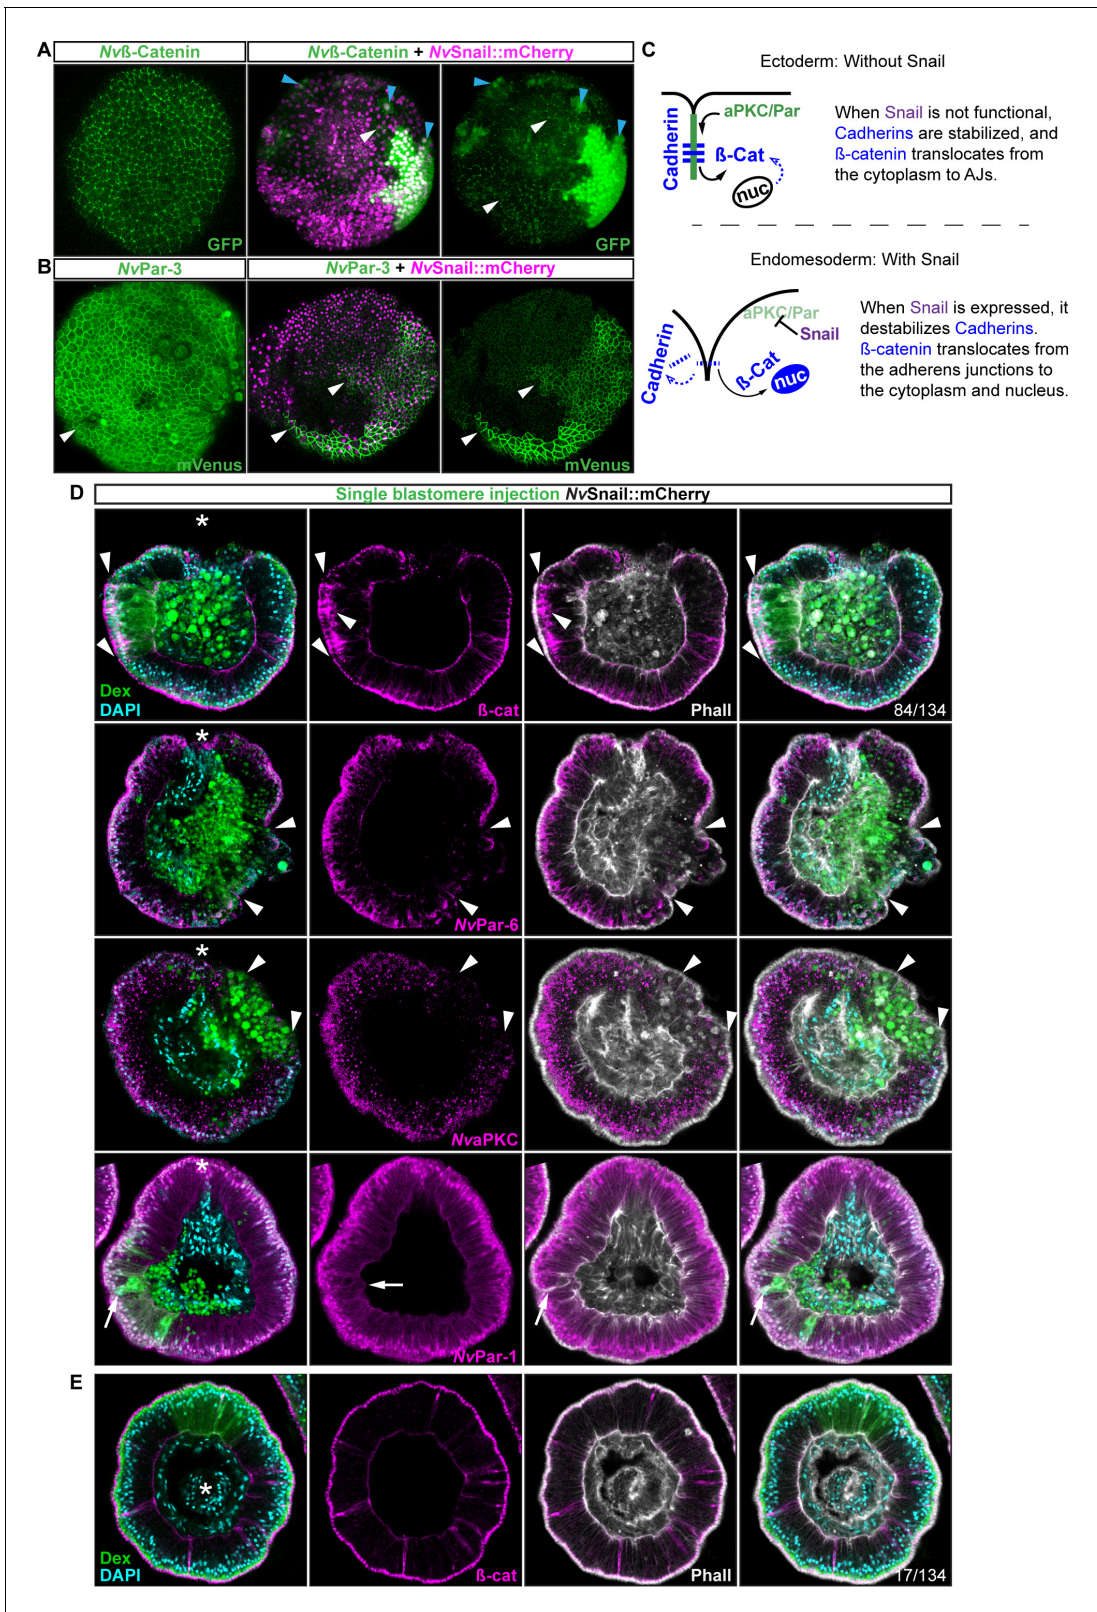 A
Nvß-Catenin
Nvß-Catenin + NvSnail::mCherry
GFP
GFP
B
NvPar-3
NvPar-3 + NvSnail::mCherry
mVenus
mVenus
C
Ectoderm: Without Snail
Cadherin
aPKC/Par
ß-Cat
nuc
When Snail is not functional,
Cadherins are stabilized, and
ß-catenin translocates from
the cytoplasm to AJs.
Endomesoderm: With Snail
Cadherin
aPKC/Par
Snail
ß-Cat
nuc
When Snail is expressed, it
destabilizes Cadherins.
ß-catenin translocates from
the adherens junctions to
the cytoplasm and nucleus.
D
Single blastomere injection NvSnail::mCherry
*
Dex
DAPI
ß-cat
Phall
84/134
*
NvPar-6
*
NvaPKC
*
NvPar-1
E
*
Dex
DAPI
ß-cat
Phall
17/134